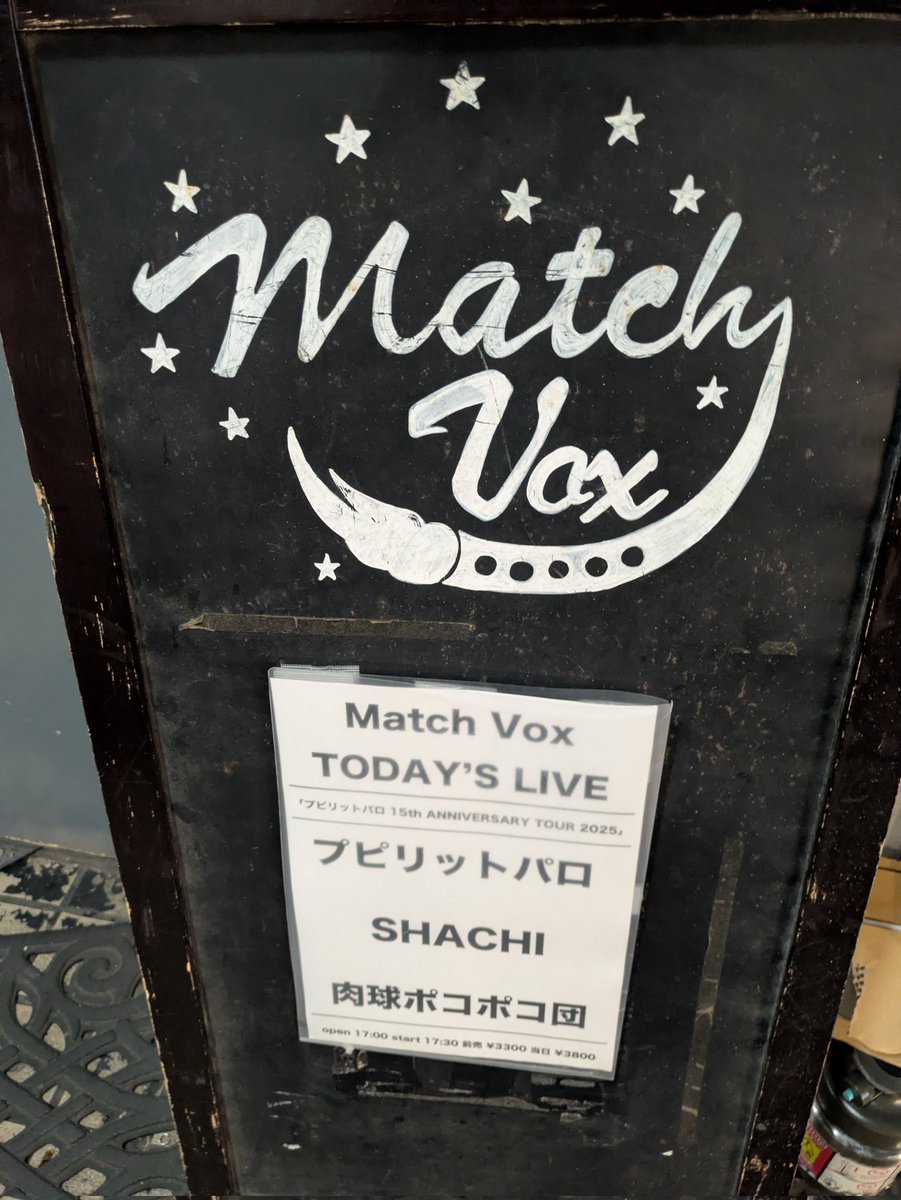 Match
Vox
Match Vox
TODAY'S LIVE
「プピリットパロ 15th ANNIVERSARY TOUR 2025」
プピリットパロ
SHACHI
肉球ポコポコ団
open 17:00 start 17:30 前売 ¥3300 当日 ¥3800